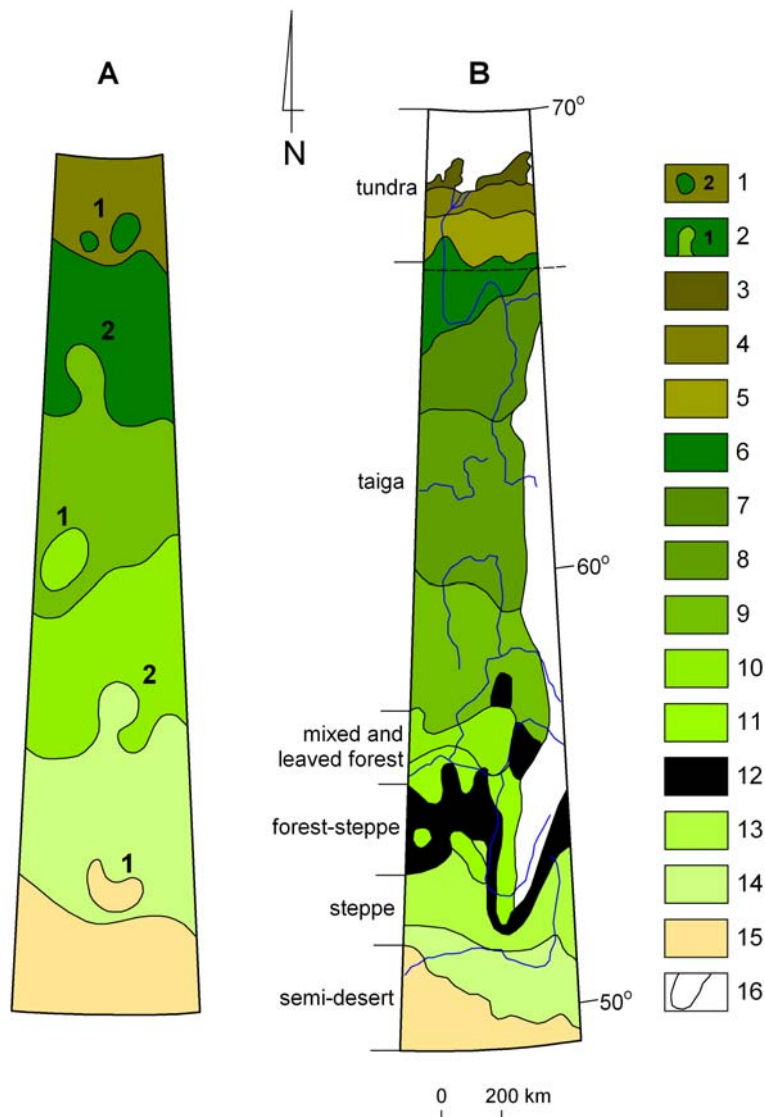 A
B
N
70°
60°
50°
tundra
taiga
mixed and
leaved forest
forest-steppe
steppe
semi-desert
1
2
1
2
1
2 1
1 2
3
4
5
6
7
8
9
10
11
12
13
14
15
16
0 200 km